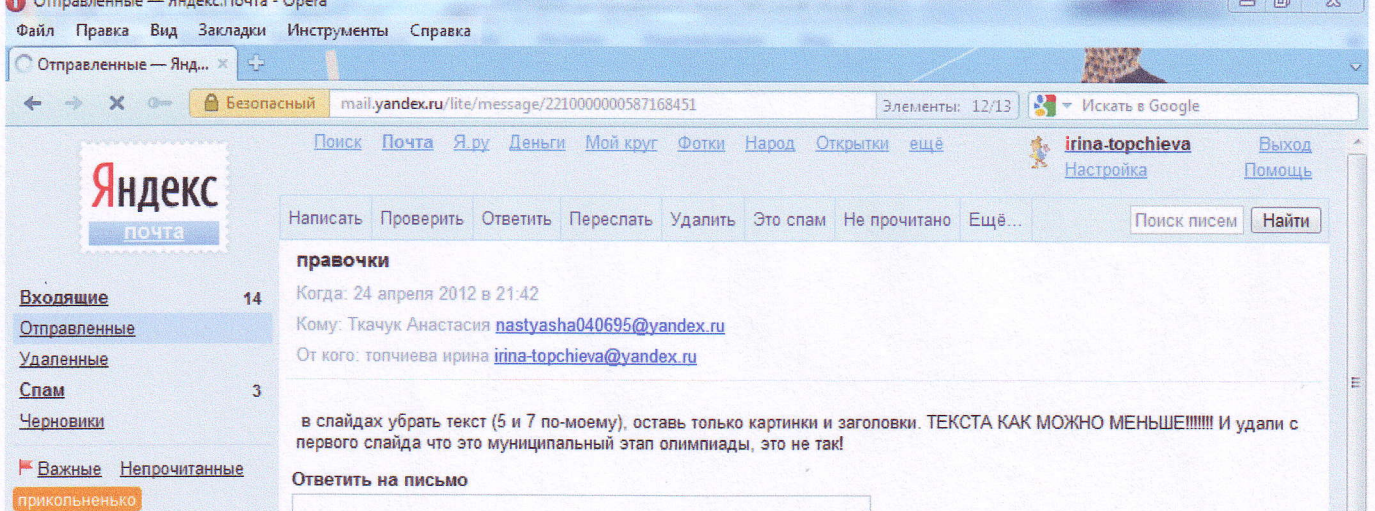 Отправленные — Яндекс.Почта - Opera
Файл Правка Вид Закладки Инструменты Справка
Отправленные — Янд...
Безопасный mail.yandex.ru/lite/message/2210000000587168451 Элементы: 12/13 Искать в Google
Поиск Почта Я.ру Деньги Мой круг Фотки Народ Открытки ещё irina-topchieva Выход
Настройка Помощь
Яндекс
почта
Написать Проверить Ответить Переслать Удалить Это спам Не прочитано Ещё... Поиск писем Найти
правочки
Когда: 24 апреля 2012 в 21:42
Кому: Ткачук Анастасия nastyasha040695@yandex.ru
От кого: топчиева ирина irina-topchieva@yandex.ru
Входящие 14
Отправленные
Удаленные
Спам 3
Черновики
Важные Непрочитанные
прикольненько
в слайдах убрать текст (5 и 7 по-моему), оставь только картинки и заголовки. ТЕКСТА КАК МОЖНО МЕНЬШЕ!!!!!!! И удали с
первого слайда что это муниципальный этап олимпиады, это не так!
Ответить на письмо